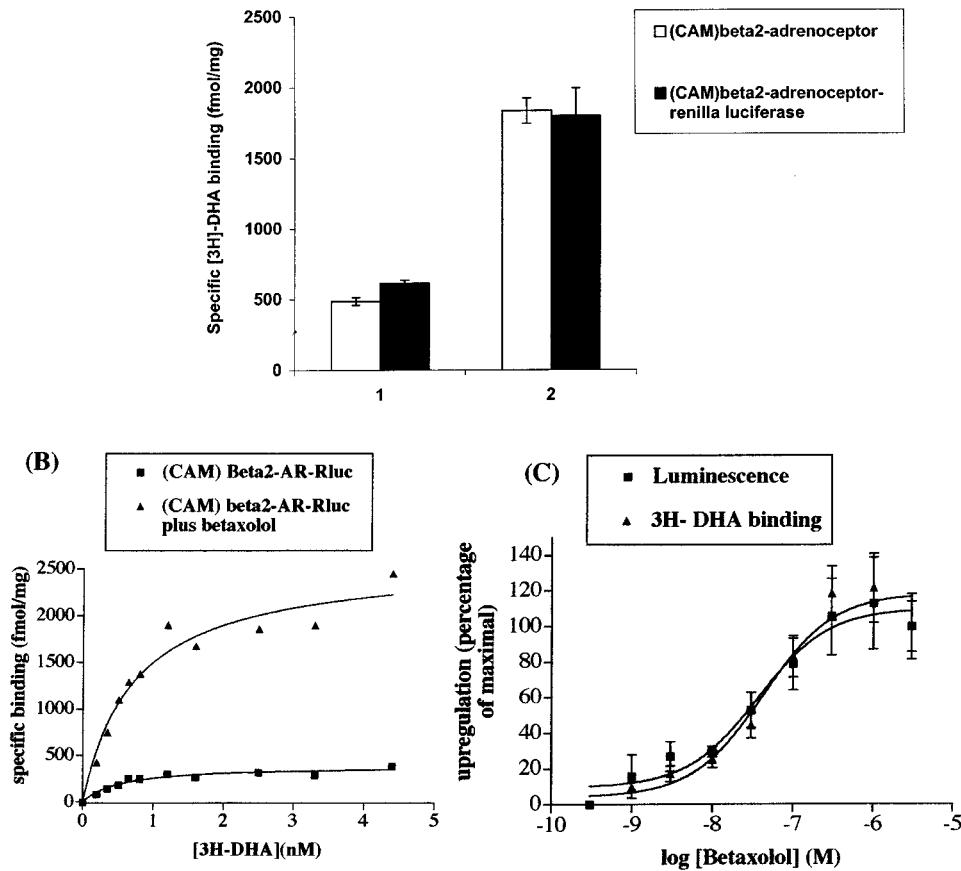 2500
2000
1500
1000
500
0
Specific [3H]-DHA binding (fmol/mg)
1
2
(CAM)beta2-adrenoceptor
(CAM)beta2-adrenoceptor-
renilla luciferase
(B)
(CAM) Beta2-AR-Rluc
(CAM) beta2-AR-Rluc
plus betaxolol
2500
2000
1500
1000
500
0
specific binding (fmol/mg)
0
1
2
3
4
5
[3H-DHA](nM)
(C)
Luminescence
3H- DHA binding
140
120
100
80
60
40
20
0
upregulation (percentage
of maximal)
-10
-9
-8
-7
-6
-5
log [Betaxolol] (M)